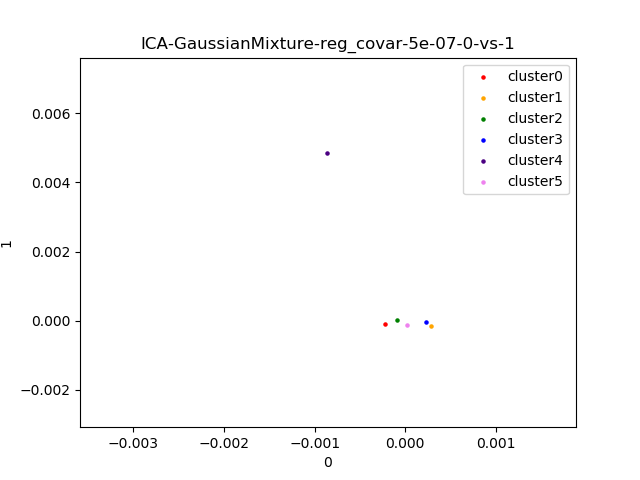 ICA-GaussianMixture-reg_covar-5e-07-0-vs-1
cluster0
cluster1
cluster2
cluster3
cluster4
cluster5
0.006
0.004
0.002
0.000
−0.002
1
−0.003
−0.002
−0.001
0.000
0.001
0